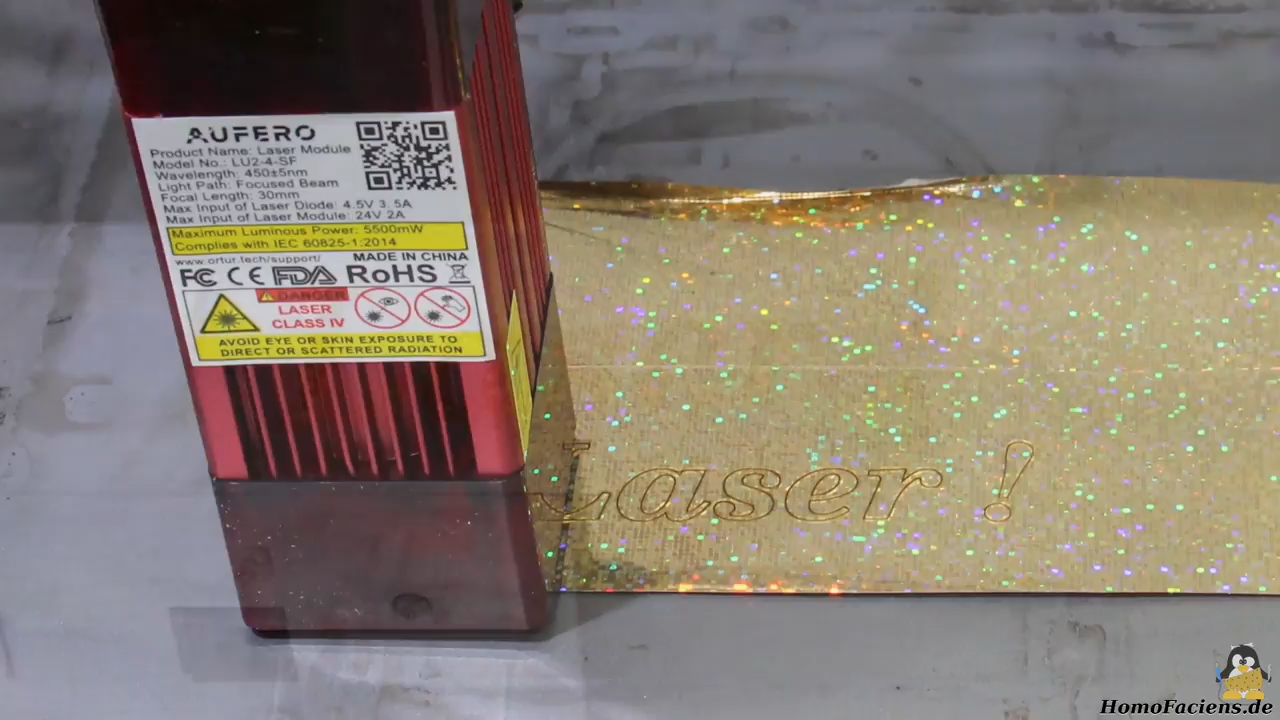 AUFERO
Product Name: Laser Module
Model No.: LU2-4-SF
Wavelength: 450±5nm
Light Path: Focused Beam
Focal Length: 30mm
Max Input of Laser Diode: 4.5V 3.5A
Max Input of Laser Module: 24V 2A
Maximum Luminous Power: 5500mW
Complies with IEC 60825-1:2014
www.ortur.tech/support/ MADE IN CHINA
FC CE FDA RoHS
DANGER
LASER
CLASS IV
AVOID EYE OR SKIN EXPOSURE TO
DIRECT OR SCATTERED RADIATION
Laser !
HomoFaciens.de